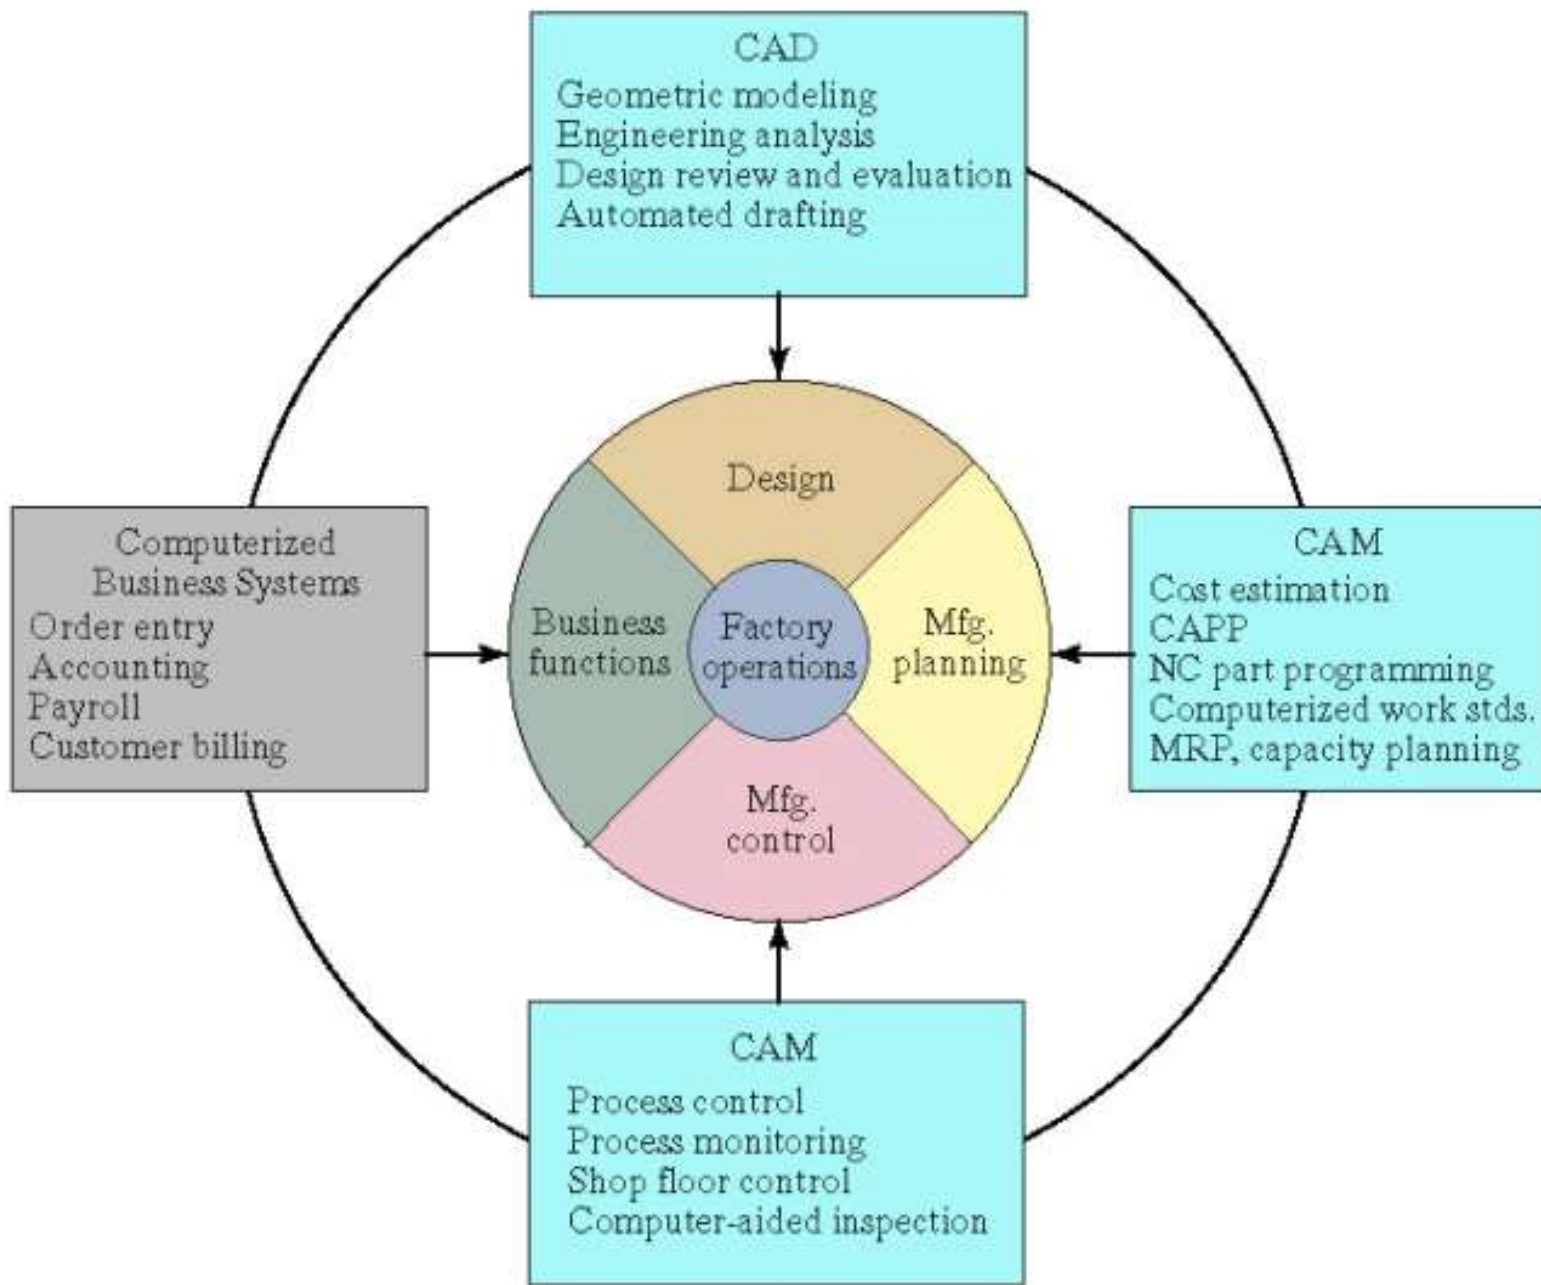 CAD
Geometric modeling
Engineering analysis
Design review and evaluation
Automated drafting
Design
Computerized
Business Systems
Order entry
Accounting
Payroll
Customer billing
Business
functions
Factory
operations
Mfg.
planning
CAM
Cost estimation
CAPP
NC part programming
Computerized work stds.
MRP, capacity planning
Mfg.
control
CAM
Process control
Process monitoring
Shop floor control
Computer-aided inspection